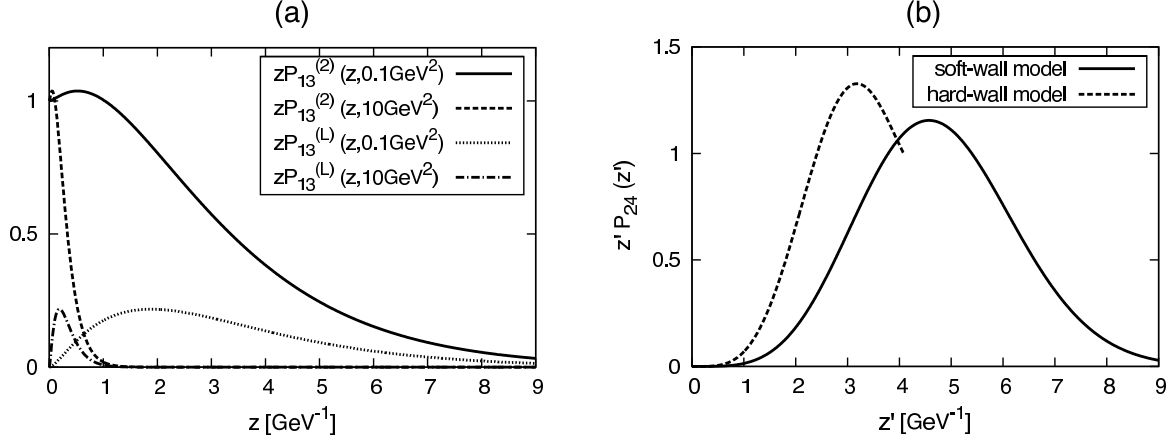 (a)
zP₁₃⁽²⁾ (z,0.1GeV²)
zP₁₃⁽²⁾ (z,10GeV²)
zP₁₃⁽ᴸ⁾ (z,0.1GeV²)
zP₁₃⁽ᴸ⁾ (z,10GeV²)
1
0.5
0
0 1 2 3 4 5 6 7 8 9
z [GeV⁻¹]
(b)
soft-wall model
hard-wall model
z' P₂₄ (z')
1.5
1
0.5
0
0 1 2 3 4 5 6 7 8 9
z' [GeV⁻¹]